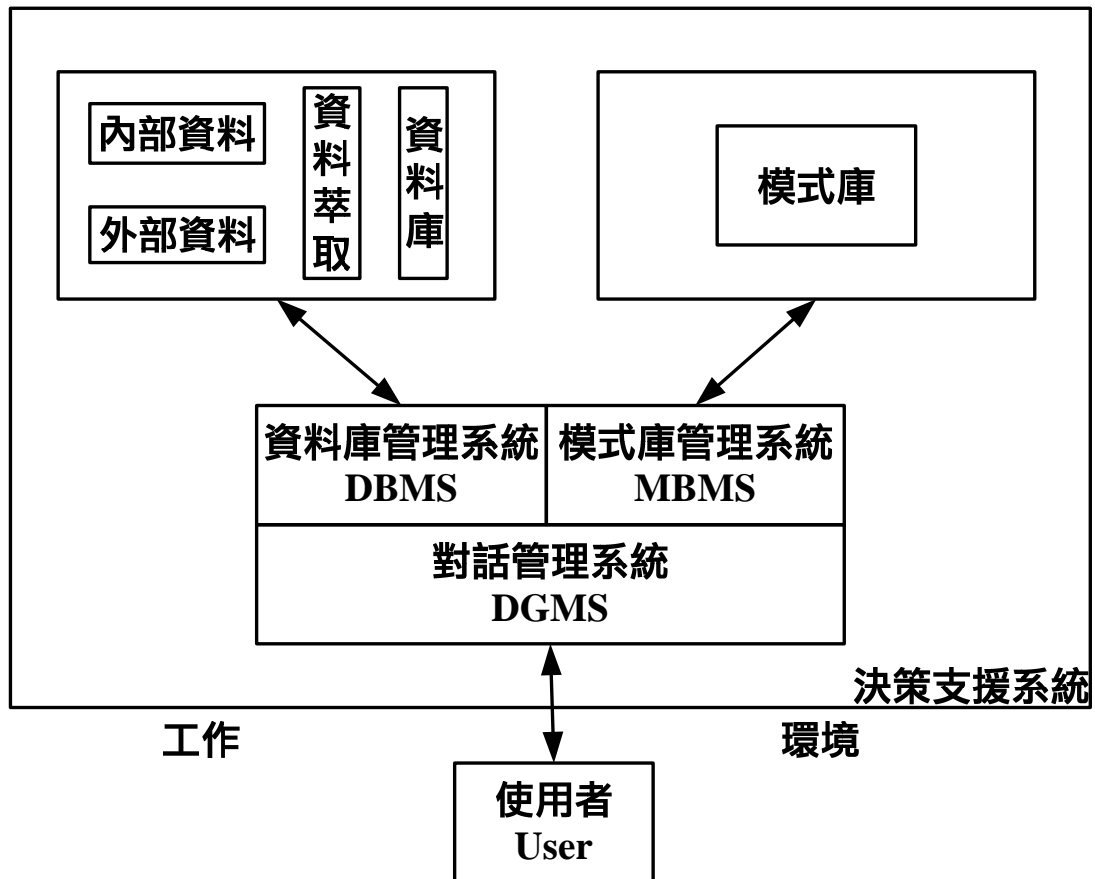 內部資料
外部資料
資料萃取
資料庫
模式庫
資料庫管理系統
DBMS
模式庫管理系統
MBMS
對話管理系統
DGMS
決策支援系統
工作
環境
使用者
User